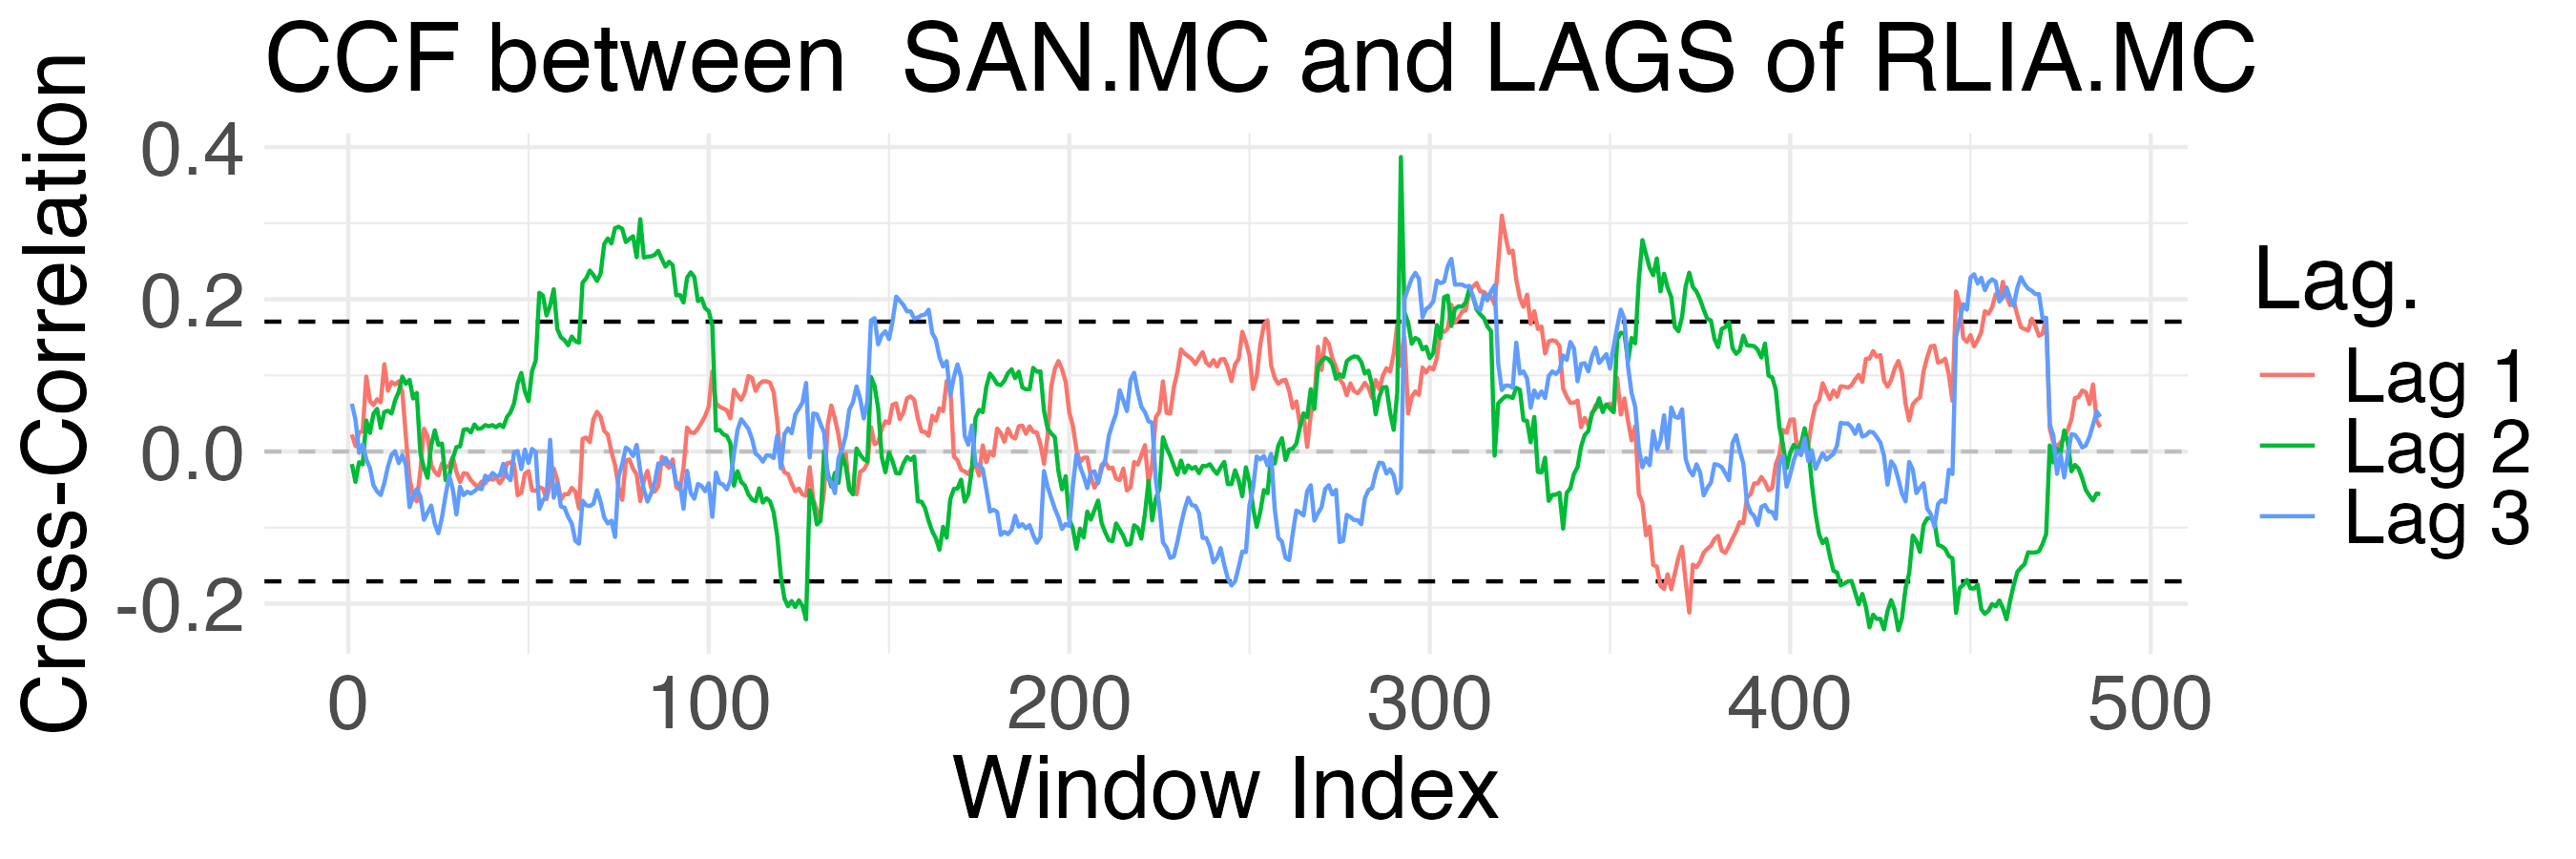 CCF between  SAN.MC and LAGS of RLIA.MC
Cross-Correlation
0.4
0.2
0.0
-0.2
0 100 200 300 400 500
Window Index
Lag.
Lag 1
Lag 2
Lag 3